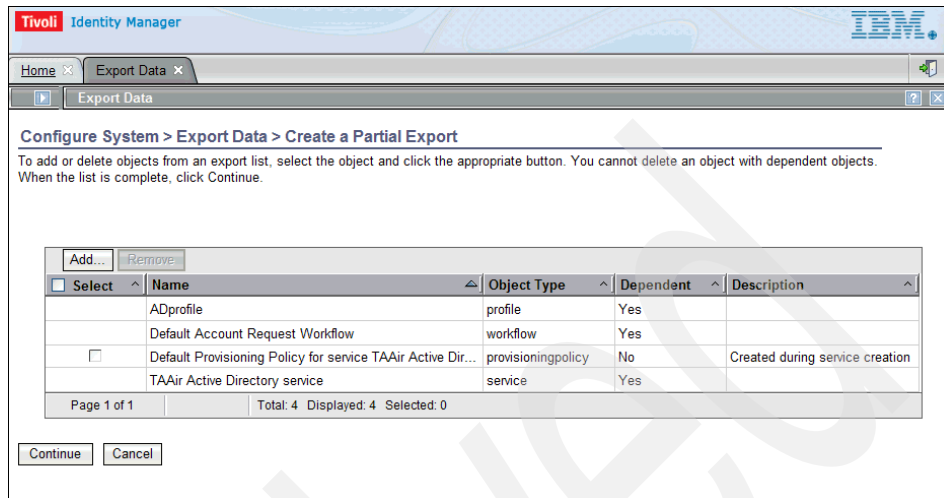 Tivoli Identity Manager
IBM
Home Export Data
Export Data
Configure System > Export Data > Create a Partial Export
To add or delete objects from an export list, select the object and click the appropriate button. You cannot delete an object with dependent objects.
When the list is complete, click Continue.
Add... Remove
Select Name Object Type Dependent Description
ADprofile profile Yes
Default Account Request Workflow workflow Yes
Default Provisioning Policy for service TAAir Active Dir... provisioningpolicy No Created during service creation
TAAir Active Directory service service Yes
Page 1 of 1 Total: 4 Displayed: 4 Selected: 0
Continue Cancel